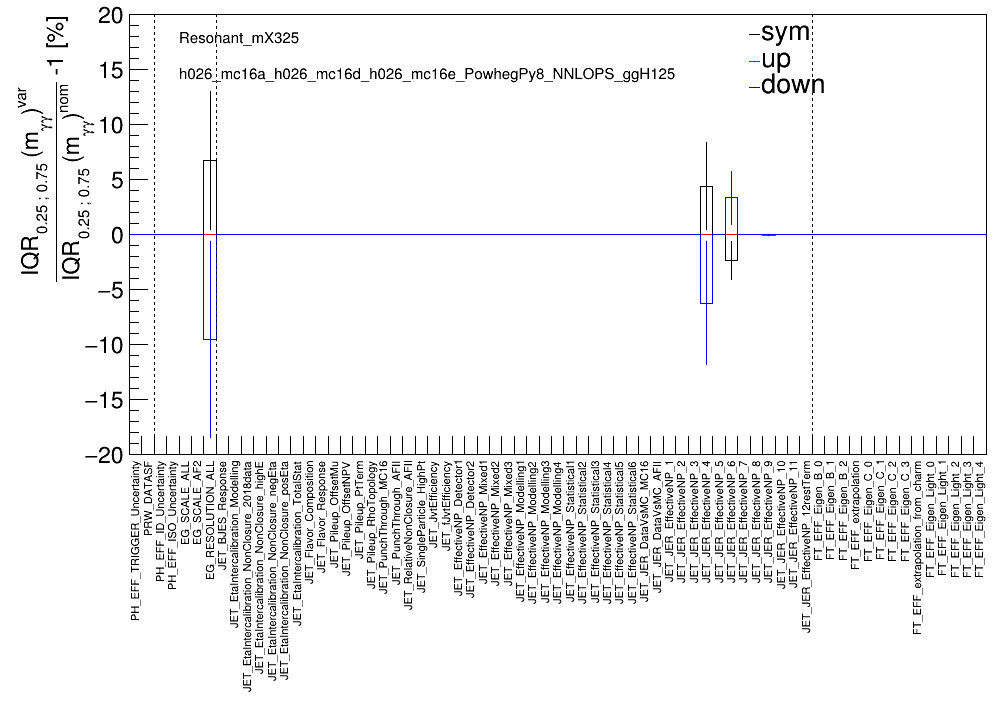 IQR0.25 ; 0.75 (mγγ)var
IQR0.25 ; 0.75 (mγγ)nom -1 [%]
20
15
10
5
0
−5
−10
−15
−20
Resonant_mX325
h026_mc16a_h026_mc16d_h026_mc16e_PowhegPy8_NNLOPS_ggH125
sym
up
down
PH_EFF_TRIGGER_Uncertainty
PRW_DATASF
PH_EFF_ID_Uncertainty
PH_EFF_ISO_Uncertainty
EG_SCALE_ALL
EG_SCALE_AF2
EG_RESOLUTION_ALL
JET_BJES_Response
JET_EtaIntercalibration_Modelling
JET_EtaIntercalibration_NonClosure_2018data
JET_EtaIntercalibration_NonClosure_highE
JET_EtaIntercalibration_NonClosure_negEta
JET_EtaIntercalibration_NonClosure_posEta
JET_EtaIntercalibration_TotalStat
JET_Flavor_Composition
JET_Flavor_Response
JET_Pileup_OffsetMu
JET_Pileup_OffsetNPV
JET_Pileup_PtTerm
JET_Pileup_RhoTopology
JET_PunchThrough_MC16
JET_PunchThrough_AFII
JET_RelativeNonClosure_AFII
JET_SingleParticle_HighPt
JET_JvtEfficiency
JET_fJvtEfficiency
JET_EffectiveNP_Detector1
JET_EffectiveNP_Detector2
JET_EffectiveNP_Mixed1
JET_EffectiveNP_Mixed2
JET_EffectiveNP_Mixed3
JET_EffectiveNP_Modelling1
JET_EffectiveNP_Modelling2
JET_EffectiveNP_Modelling3
JET_EffectiveNP_Modelling4
JET_EffectiveNP_Statistical1
JET_EffectiveNP_Statistical2
JET_EffectiveNP_Statistical3
JET_EffectiveNP_Statistical4
JET_EffectiveNP_Statistical5
JET_EffectiveNP_Statistical6
JET_JER_DataVsMC_MC16
JET_JER_DataVsMC_AFII
JET_JER_EffectiveNP_1
JET_JER_EffectiveNP_2
JET_JER_EffectiveNP_3
JET_JER_EffectiveNP_4
JET_JER_EffectiveNP_5
JET_JER_EffectiveNP_6
JET_JER_EffectiveNP_7
JET_JER_EffectiveNP_8
JET_JER_EffectiveNP_9
JET_JER_EffectiveNP_10
JET_JER_EffectiveNP_11
JET_JER_EffectiveNP_12restTerm
FT_EFF_Eigen_B_0
FT_EFF_Eigen_B_1
FT_EFF_Eigen_B_2
FT_EFF_extrapolation
FT_EFF_Eigen_C_0
FT_EFF_Eigen_C_1
FT_EFF_Eigen_C_2
FT_EFF_Eigen_C_3
FT_EFF_extrapolation_from_charm
FT_EFF_Eigen_Light_0
FT_EFF_Eigen_Light_1
FT_EFF_Eigen_Light_2
FT_EFF_Eigen_Light_3
FT_EFF_Eigen_Light_4